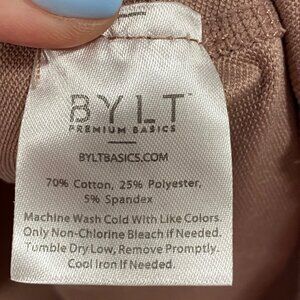 BYLT
PREMIUM BASICS
BYLTBASICS.COM
70% Cotton, 25% Polyester,
5% Spandex
Machine Wash Cold With Like Colors.
Only Non-Chlorine Bleach if Needed.
Tumble Dry Low, Remove Promptly.
Cool Iron If Needed.